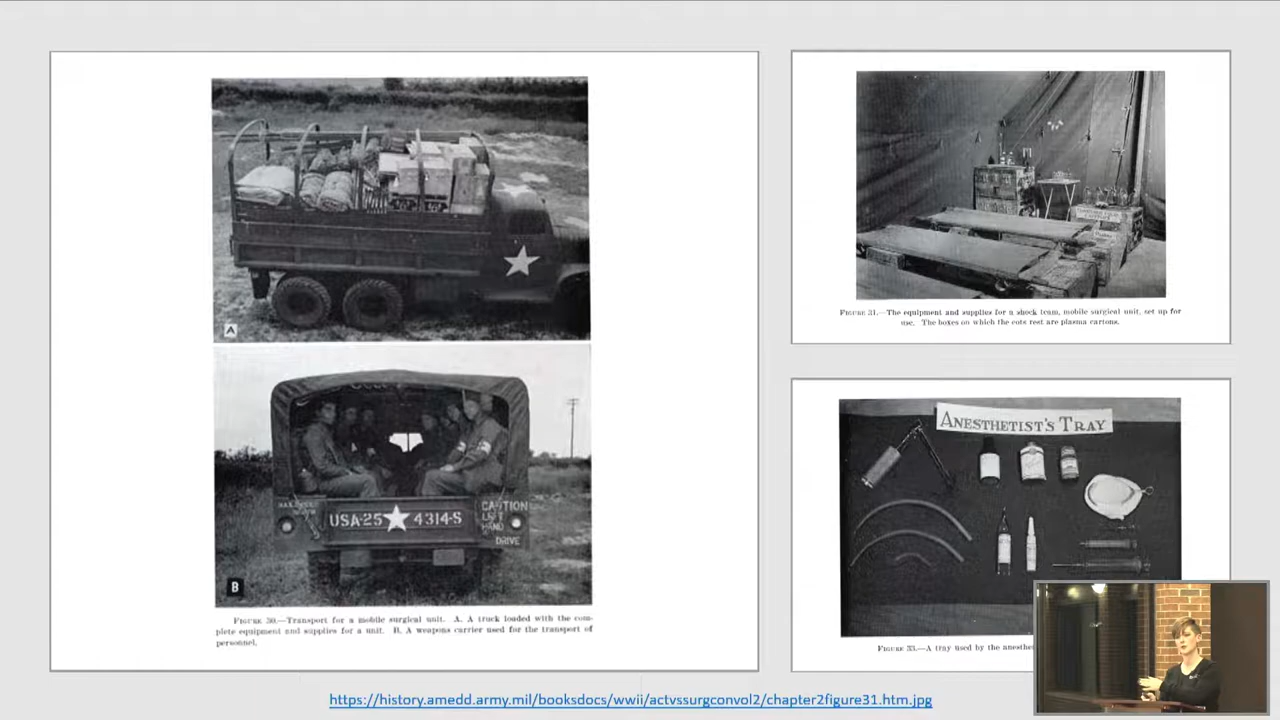 A
USA-25 4314-S
CAUTION
LEFT
HAND
DRIVE
B
FIGURE 30.—Transport for a mobile surgical unit. A. A truck loaded with the com-
plete equipment and supplies for a unit. B. A weapons carrier used for the transport of
personnel.
FIGURE 31.—The equipment and supplies for a shock team, mobile surgical unit, set up for
use. The boxes on which the cots rest are plasma cartons.
ANESTHETIST'S TRAY
FIGURE 33.—A tray used by the anesthe
https://history.amedd.army.mil/booksdocs/wwii/actvssurgconvol2/chapter2figure31.htm.jpg